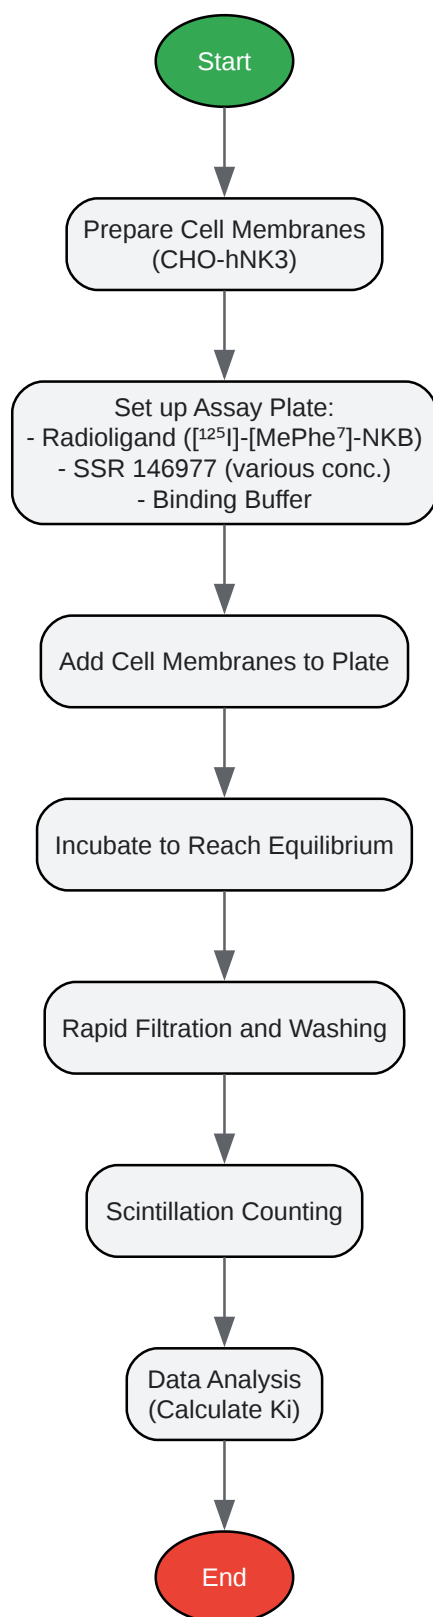 Start
Prepare Cell Membranes
(CHO-hNK3)
Set up Assay Plate:
- Radioligand ([¹²⁵I]-[MePhe⁷]-NKB)
- SSR 146977 (various conc.)
- Binding Buffer
Add Cell Membranes to Plate
Incubate to Reach Equilibrium
Rapid Filtration and Washing
Scintillation Counting
Data Analysis
(Calculate Ki)
End